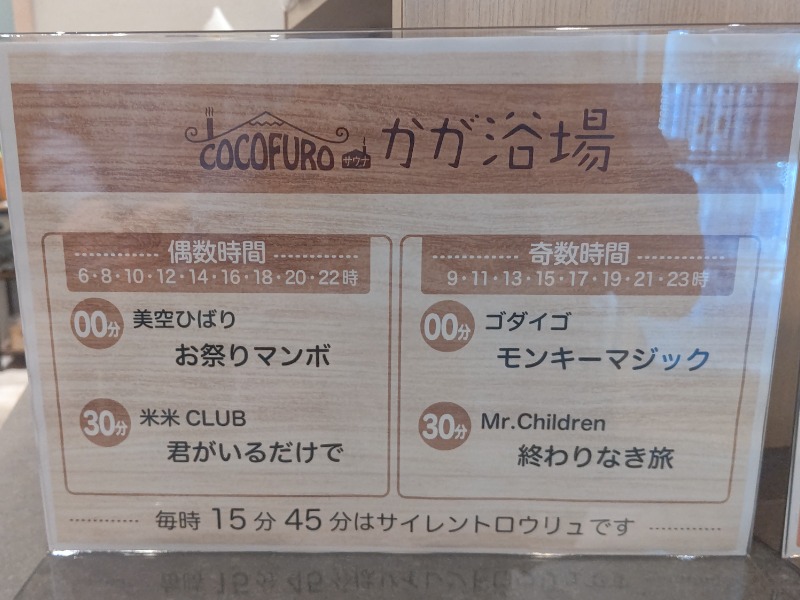 COCOFURO サウナ かが浴場
偶数時間
6・8・10・12・14・16・18・20・22時
00分 美空ひばり
お祭りマンボ
30分 米米CLUB
君がいるだけで
奇数時間
9・11・13・15・17・19・21・23時
00分 ゴダイゴ
モンキーマジック
30分 Mr.Children
終わりなき旅
毎時15分45分はサイレントロウリュです